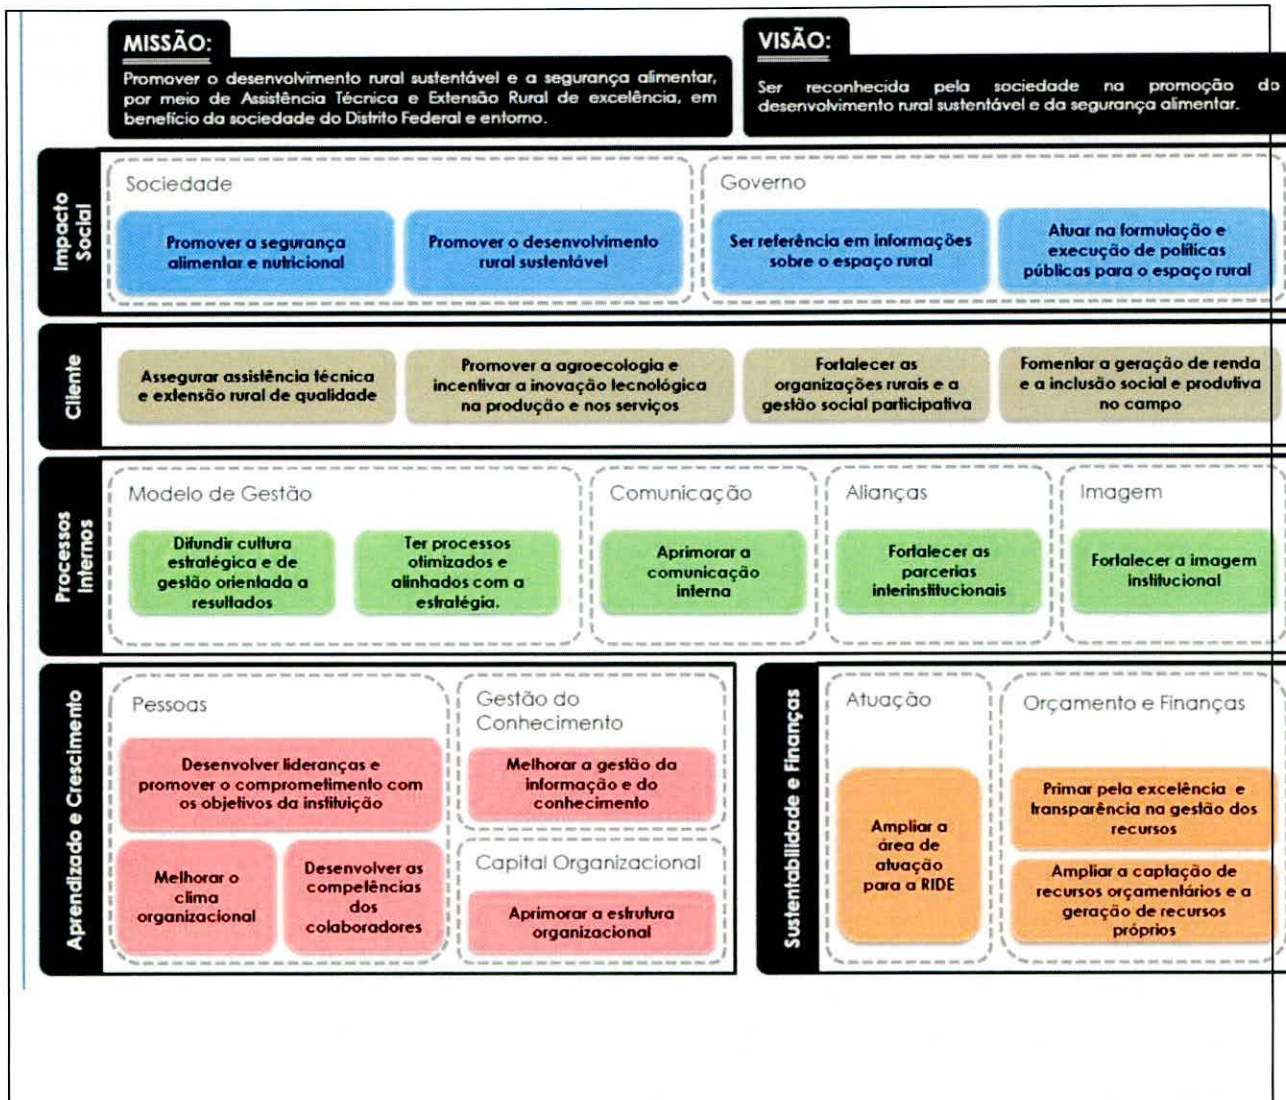 MISSÃO:
Promover o desenvolvimento rural sustentável e a segurança alimentar,
por meio de Assistência Técnica e Extensão Rural de excelência, em
benefício da sociedade do Distrito Federal e entorno.
VISÃO:
Ser reconhecida pela sociedade na promoção do
desenvolvimento rural sustentável e da segurança alimentar.
Impacto
Social
Sociedade
Promover a segurança
alimentar e nutricional
Promover o desenvolvimento
rural sustentável
Governo
Ser referência em informações
sobre o espaço rural
Atuar na formulação e
execução de políticas
públicas para o espaço rural
Cliente
Assegurar assistência técnica
e extensão rural de qualidade
Promover a agroecologia e
incentivar a inovação tecnológica
na produção e nos serviços
Fortalecer as
organizações rurais e a
gestão social participativa
Fomentar a geração de renda
e a inclusão social e produtiva
no campo
Processos
Internos
Modelo de Gestão
Difundir cultura
estratégica e de
gestão orientada a
resultados
Ter processos
otimizados e
alinhados com a
estratégia.
Comunicação
Aprimorar a
comunicação
interna
Alianças
Fortalecer as
parcerias
interinstitucionais
Imagem
Fortalecer a imagem
institucional
Aprendizado e Crescimento
Pessoas
Desenvolver lideranças e
promover o comprometimento com
os objetivos da instituição
Melhorar o
clima
organizacional
Desenvolver as
competências
dos
colaboradores
Gestão do
Conhecimento
Melhorar a gestão da
informação e do
conhecimento
Capital Organizacional
Aprimorar a estrutura
organizacional
Sustentabilidade e Finanças
Atuação
Ampliar a
área de
atuação
para a RIDE
Orçamento e Finanças
Primar pela excelência e
transparência na gestão dos
recursos
Ampliar a captação de
recursos orçamentários e a
geração de recursos
próprios